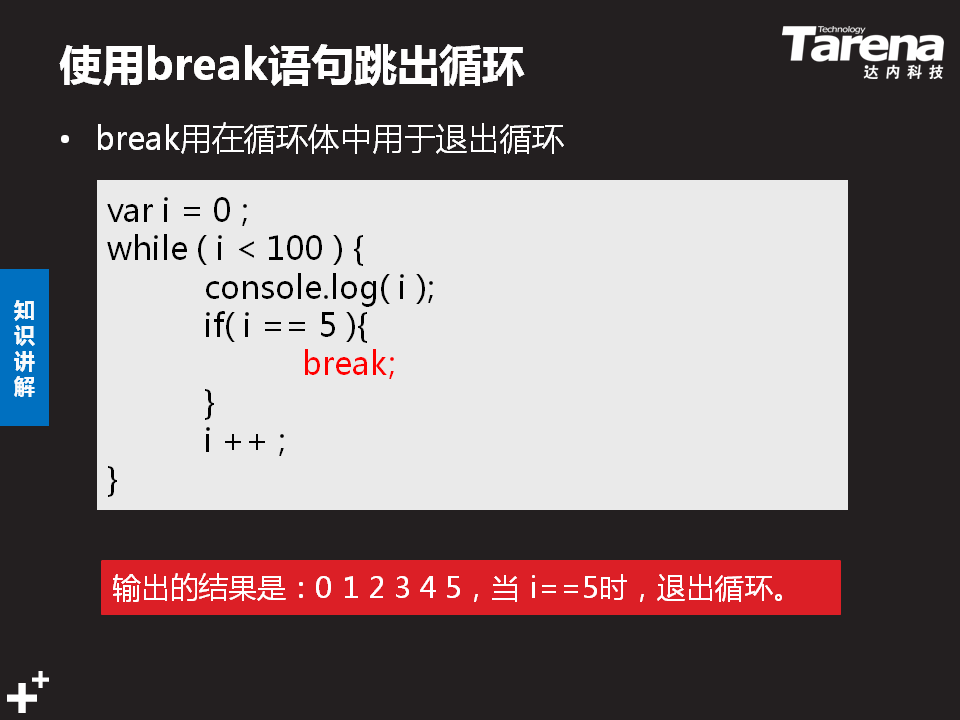 使用break语句跳出循环
Technology
Tarena
达内科技
• break用在循环体中用于退出循环
var i = 0 ;
while ( i < 100 ) {
console.log( i );
if( i == 5 ){
break;
}
i ++ ;
}
知识讲解
输出的结果是：0 1 2 3 4 5，当 i==5时，退出循环。